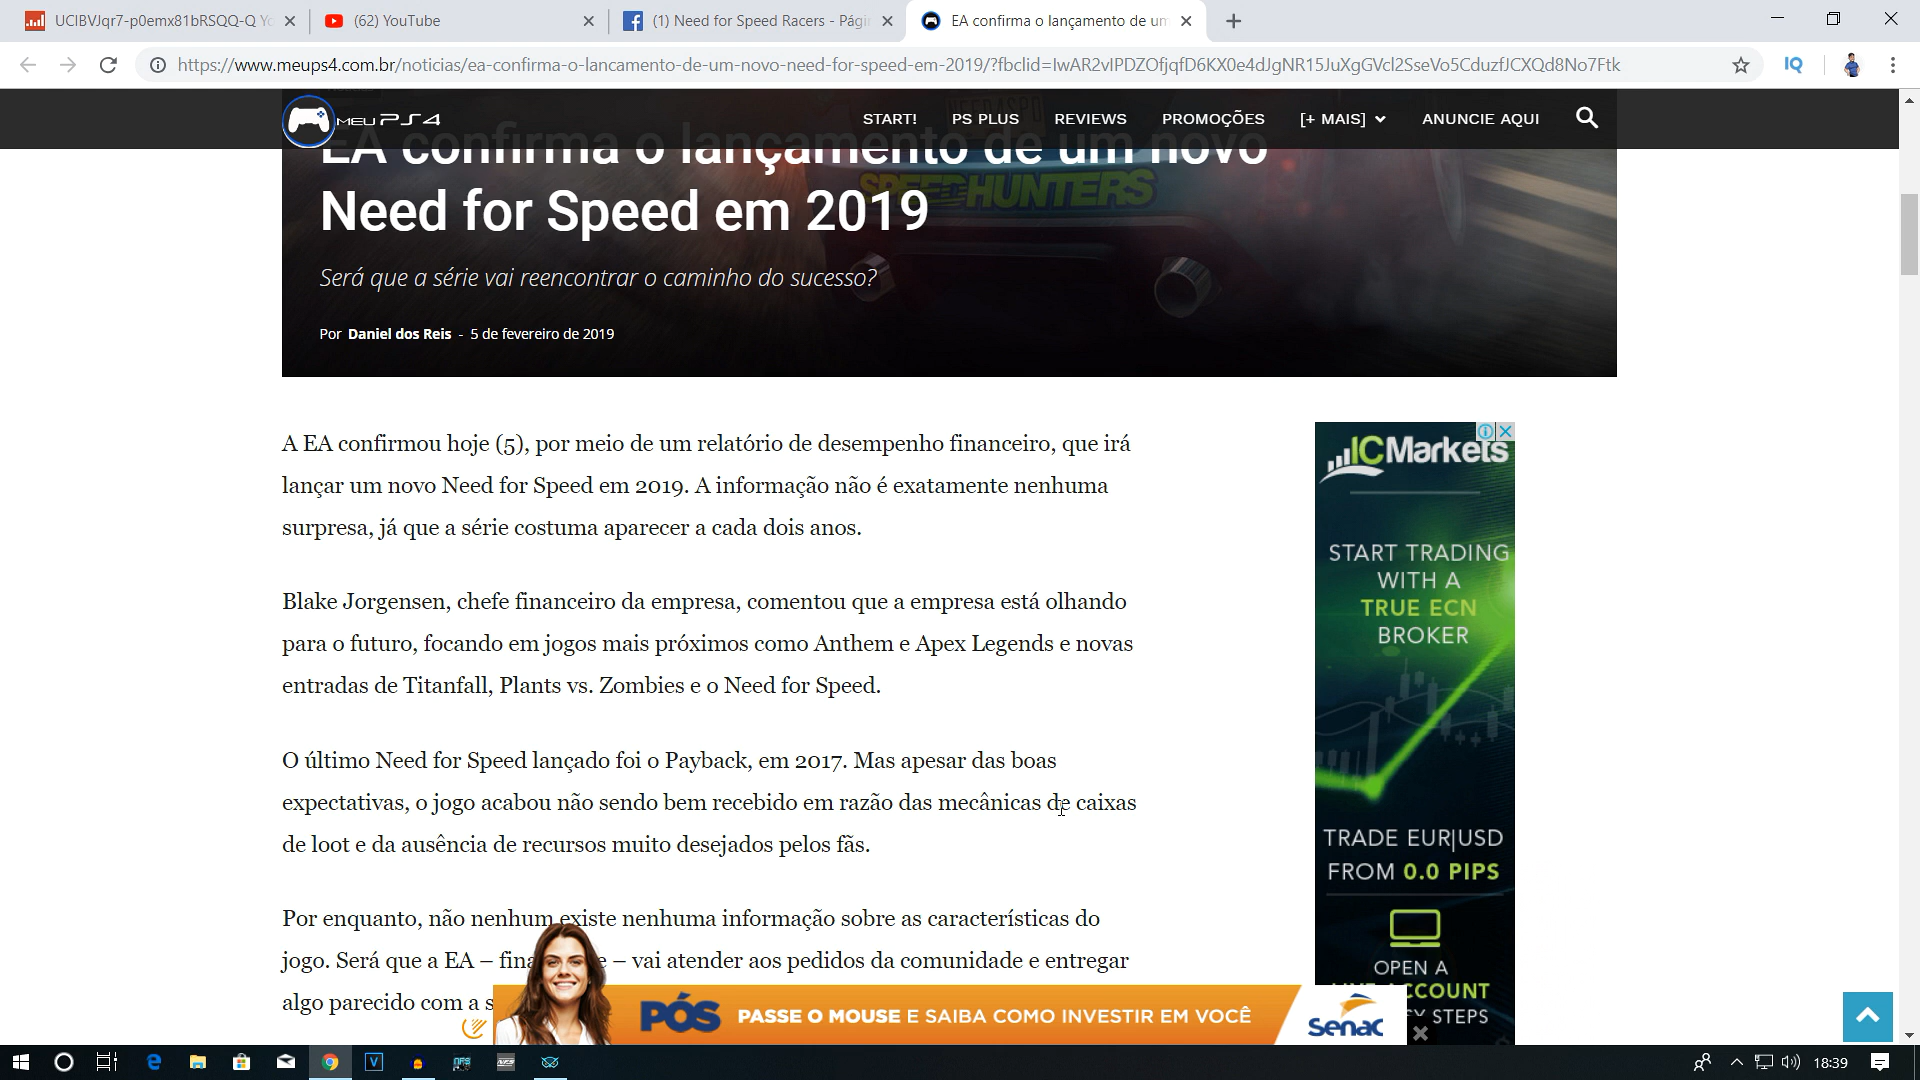 UCIBVJqr7-p0emx81bRSQQ-Q Yo
(62) YouTube
(1) Need for Speed Racers - Págin
EA confirma o lançamento de um
https://www.meups4.com.br/noticias/ea-confirma-o-lancamento-de-um-novo-need-for-speed-em-2019/?fbclid=IwAR2vIPDZOfjqfD6KX0e4dJgNR15JuXgGVcl2SseVo5CduzfJCXQd8No7Ftk
IQ
MEU PS4
START!
PS PLUS
REVIEWS
PROMOÇÕES
[+ MAIS]
ANUNCIE AQUI
EA confirma o lançamento de um novo
Need for Speed em 2019
SPEEDHUNTERS
Será que a série vai reencontrar o caminho do sucesso?
Por Daniel dos Reis - 5 de fevereiro de 2019
A EA confirmou hoje (5), por meio de um relatório de desempenho financeiro, que irá
lançar um novo Need for Speed em 2019. A informação não é exatamente nenhuma
surpresa, já que a série costuma aparecer a cada dois anos.
Blake Jorgensen, chefe financeiro da empresa, comentou que a empresa está olhando
para o futuro, focando em jogos mais próximos como Anthem e Apex Legends e novas
entradas de Titanfall, Plants vs. Zombies e o Need for Speed.
O último Need for Speed lançado foi o Payback, em 2017. Mas apesar das boas
expectativas, o jogo acabou não sendo bem recebido em razão das mecânicas de caixas
de loot e da ausência de recursos muito desejados pelos fãs.
Por enquanto, não nenhum existe nenhuma informação sobre as características do
jogo. Será que a EA – – vai atender aos pedidos da comunidade e entregar
algo parecido com a s
ICMarkets
START TRADING
WITH A
TRUE ECN
BROKER
TRADE EUR|USD
FROM 0.0 PIPS
OPEN A
ACCOUNT
STEPS
PÓS
PASSE O MOUSE E SAIBA COMO INVESTIR EM VOCÊ
Senac
18:39